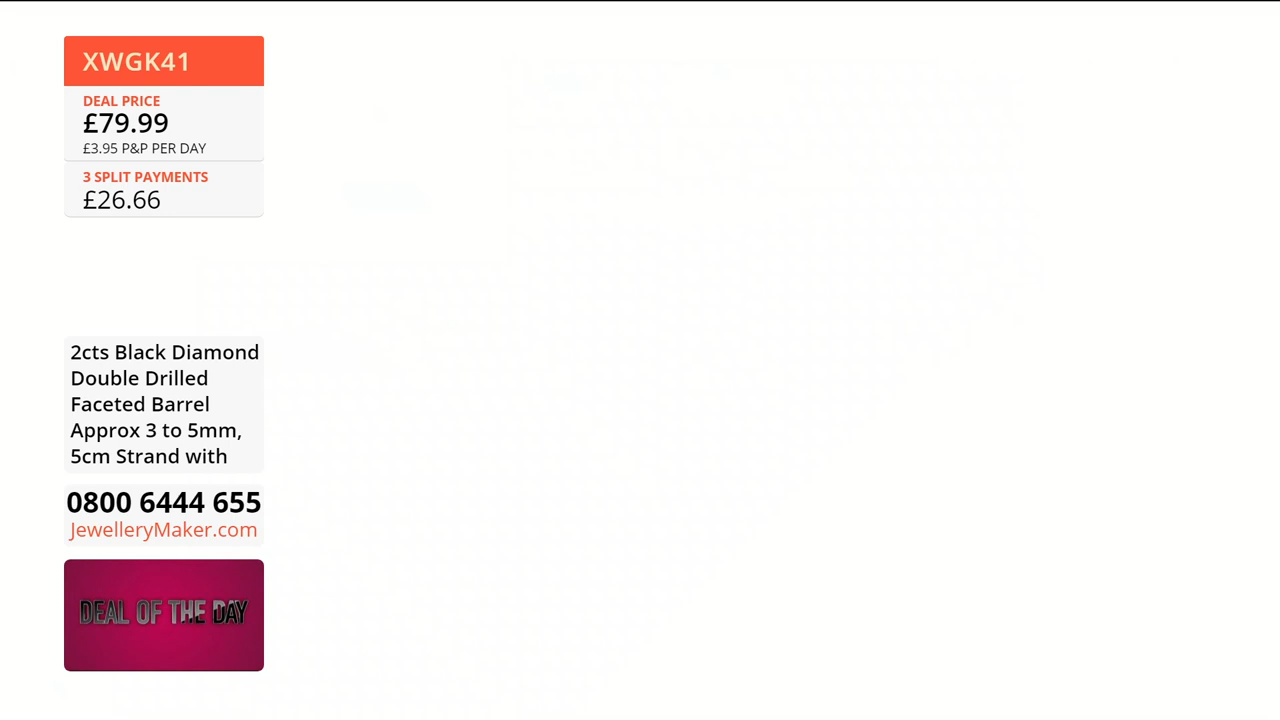 XWGK41
DEAL PRICE
£79.99
£3.95 P&P PER DAY
3 SPLIT PAYMENTS
£26.66
2cts Black Diamond
Double Drilled
Faceted Barrel
Approx 3 to 5mm,
5cm Strand with
0800 6444 655
JewelleryMaker.com
DEAL OF THE DAY